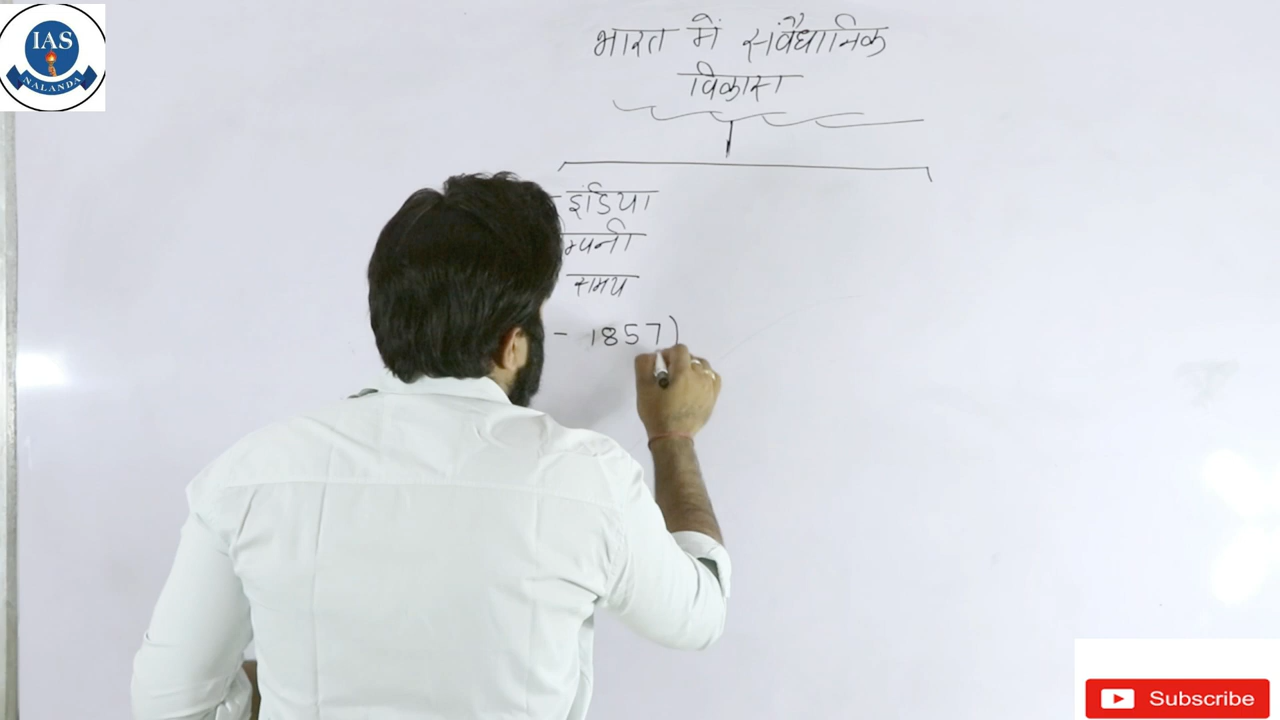 IAS
NALANDA
भारत में संवैधानिक
विकास
इंडिया
म्पनी
समय
- 1857)
Subscribe